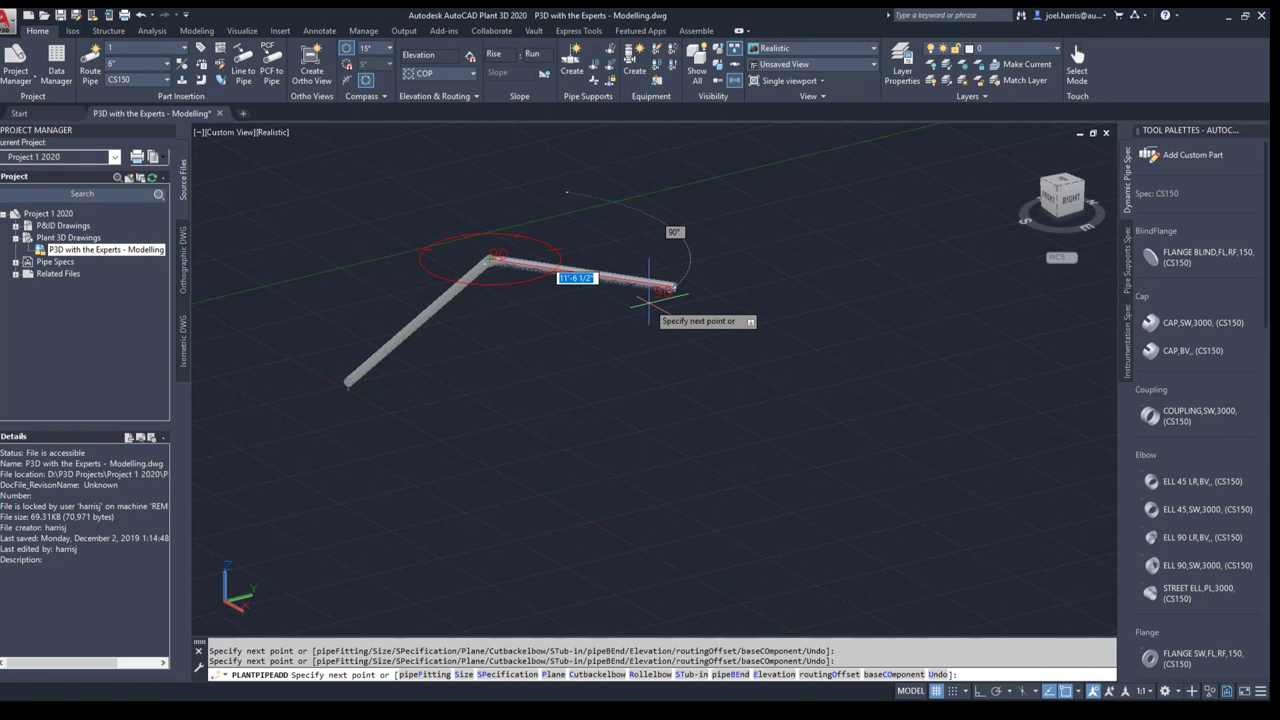 Autodesk AutoCAD Plant 3D 2020 P3D with the Experts - Modelling.dwg
Type a keyword or phrase
joel.harris@au...
Home Isos Structure Analysis Modeling Visualize Insert Annotate Manage Output Add-ins Collaborate Vault Express Tools Featured Apps Assemble
Project Manager
Data Manager
Project
Route Pipe
1
6"
CS150
Line to Pipe
PCF to Pipe
Part Insertion
Create View
Ortho Views
15°
5°
Compass
Elevation
COP
Elevation & Routing
Rise Run
Slope
Slope
Create
Pipe Supports
Create
Equipment
Show All
Visibility
Realistic
Unsaved View
Single viewport
View
Layer Properties
0
Make Current
Match Layer
Layers
Select Mode
Touch
Start
P3D with the Experts - Modelling*
PROJECT MANAGER
urrent Project:
Project 1 2020
Project
Search
Project 1 2020
P&ID Drawings
Plant 3D Drawings
P3D with the Experts - Modelling
Pipe Specs
Related Files
Source Files
Orthographic DWG
Isometric DWG
Details
Status: File is accessible
Name: P3D with the Experts - Modelling.dwg
File location: D:\P3D Projects\Project 1 2020\P
DocFile_RevisonName: Unknown
Number:
File is locked by user 'harrisj' on machine 'REM
File size: 69.31KB (70,971 bytes)
File creator: harrisj
Last saved: Monday, December 2, 2019 1:14:48
Last edited by: harrisj
Description:
[−][Custom View][Realistic]
90
90°
11'-6 1/2"
90
Specify next point or
FRONT
RIGHT
N
E
WCS
Z
Y
X
TOOL PALETTES - AUTOC...
Dynamic Pipe Spec
Pipe Supports Spec
Instrumentation Spec
Add Custom Part
Spec: CS150
BlindFlange
FLANGE BLIND,FL,RF,150, (CS150)
Cap
CAP,SW,3000, (CS150)
CAP,BV,, (CS150)
Coupling
COUPLING,SW,3000, (CS150)
Elbow
ELL 45 LR,BV,, (CS150)
ELL 45,SW,3000, (CS150)
ELL 90 LR,BV,, (CS150)
ELL 90,SW,3000, (CS150)
STREET ELL,PL,3000, (CS150)
Flange
FLANGE SW,FL,RF,150, (CS150)
Specify next point or [pipeFitting/Size/SPecification/Plane/Cutbackelbow/STub-in/pipeBEnd/Elevation/routingOffset/baseCOmponent/Undo]:
Specify next point or [pipeFitting/Size/SPecification/Plane/Cutbackelbow/STub-in/pipeBEnd/Elevation/routingOffset/baseCOmponent/Undo]:
PLANTPIPEADD Specify next point or [pipeFitting Size SPecification Plane Cutbackelbow Rollelbow STub-in pipeBEnd Elevation routingOffset baseCOmponent Undo]:
MODEL
1:1